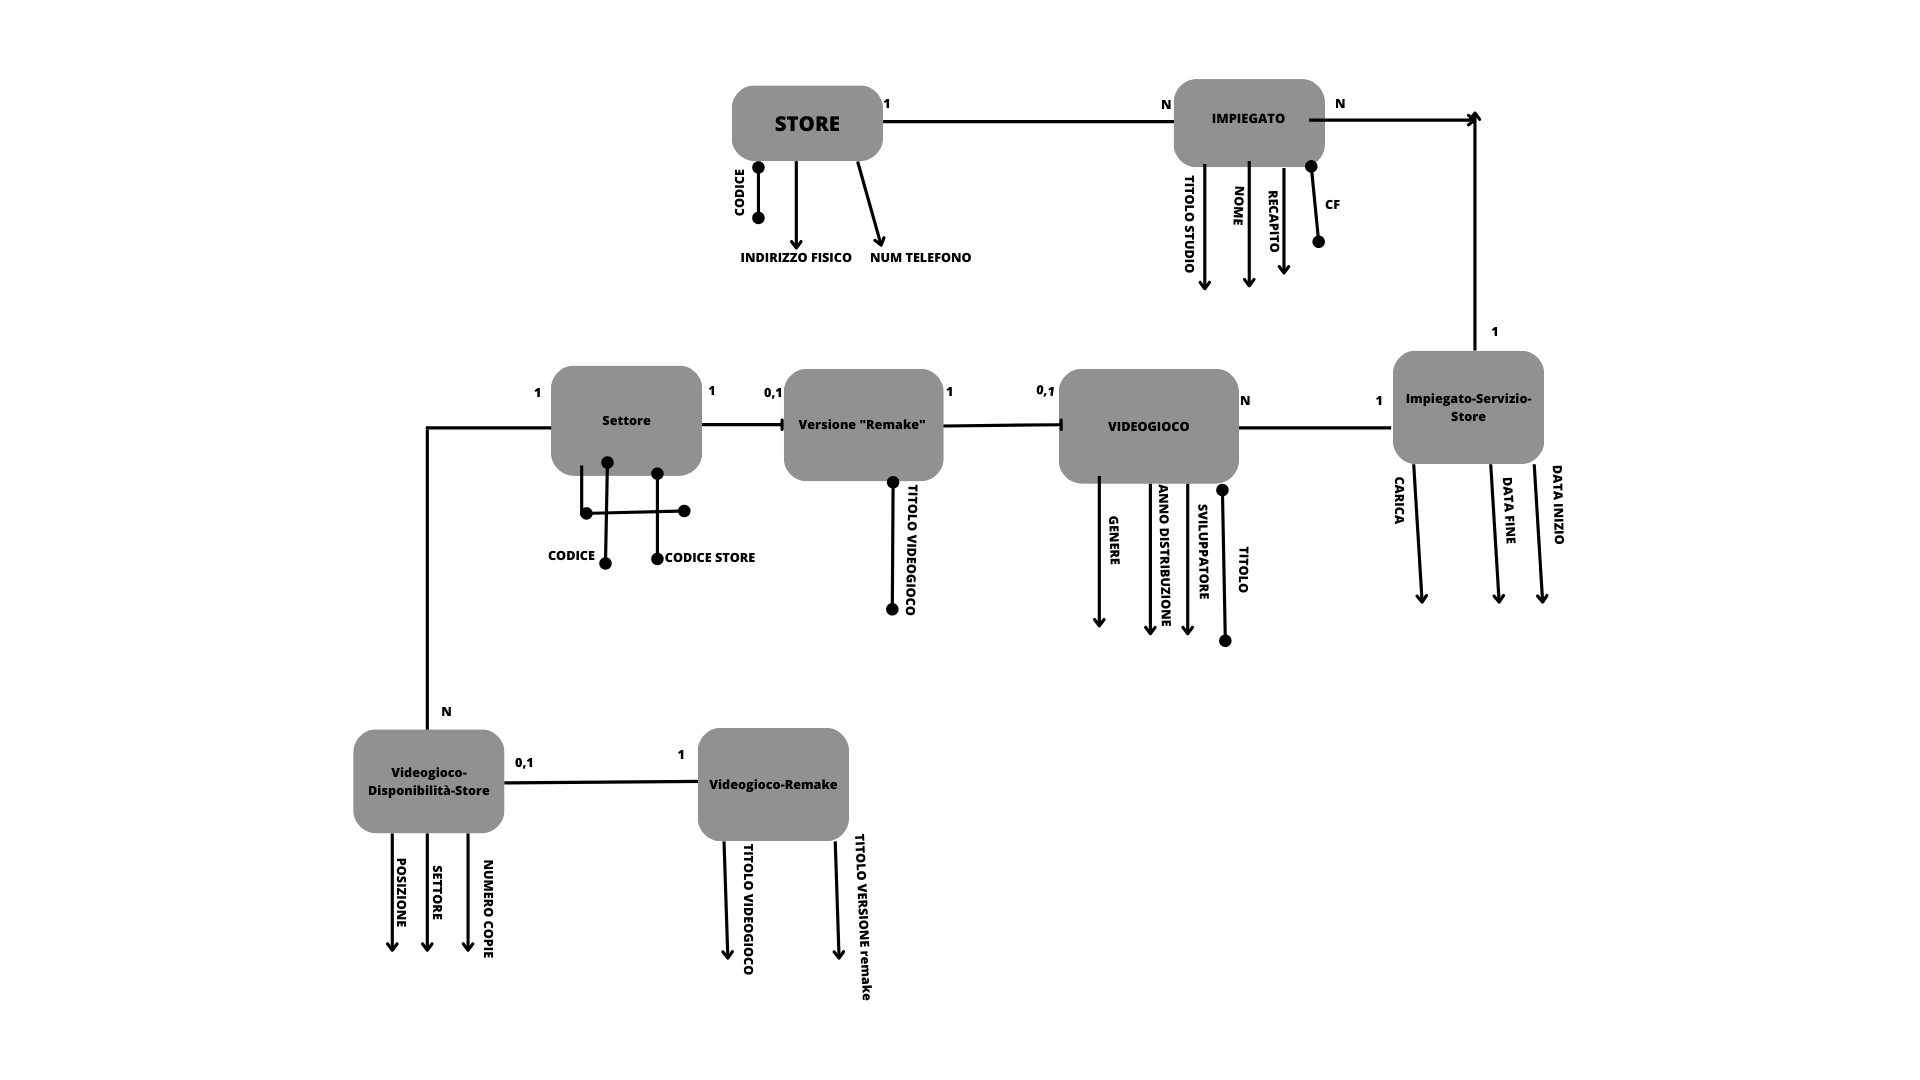 STORE
1
N
IMPIEGATO
N
CODICE
INDIRIZZO FISICO
NUM TELEFONO
TITOLO STUDIO
NOME
RECAPITO
CF
1
1
Settore
1
0,1
Versione "Remake"
1
0,1
VIDEOGIOCO
N
1
Impiegato-Servizio-
Store
CODICE
CODICE STORE
TITOLO VIDEOGIOCO
GENERE
ANNO DISTRIBUZIONE
SVILUPPATORE
TITOLO
CARICA
DATA FINE
DATA INIZIO
N
Videogioco-
Disponibilità-Store
0,1
1
Videogioco-Remake
POSIZIONE
SETTORE
NUMERO COPIE
TITOLO VIDEOGIOCO
TITOLO VERSIONE remake